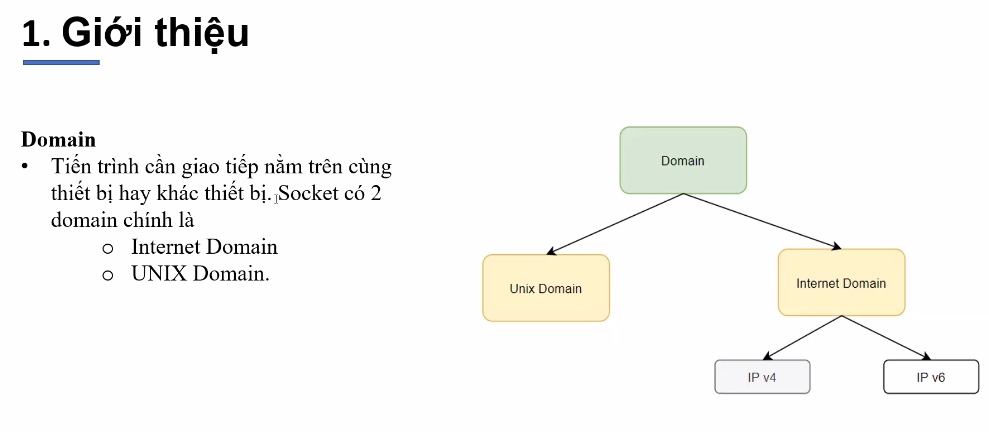 1. Giới thiệu
Domain
• Tiến trình cần giao tiếp nằm trên cùng
thiết bị hay khác thiết bị. Socket có 2
domain chính là
o Internet Domain
o UNIX Domain.
Domain
Unix Domain
Internet Domain
IP v4
IP v6